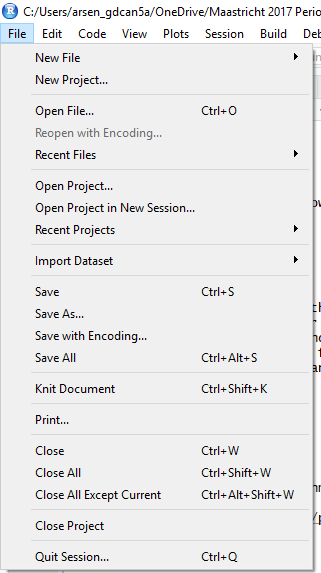 R C:/Users/arsen_gdcan5a/OneDrive/Maastricht 2017 Perio
File Edit Code View Plots Session Build Deb
New File
New Project...
Open File... Ctrl+O
Reopen with Encoding...
Recent Files
Open Project...
Open Project in New Session...
Recent Projects
Import Dataset
Save Ctrl+S
Save As...
Save with Encoding...
Save All Ctrl+Alt+S
Knit Document Ctrl+Shift+K
Print...
Close Ctrl+W
Close All Ctrl+Shift+W
Close All Except Current Ctrl+Alt+Shift+W
Close Project
Quit Session... Ctrl+Q